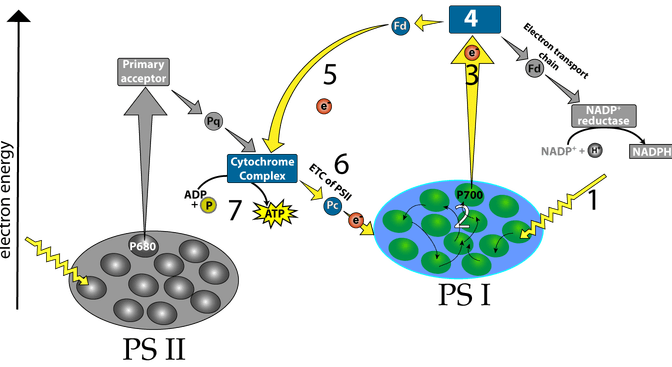 electron energy
Primary
acceptor
Pq
P680
PS II
Cytochrome
Complex
ADP
+ P
7
ATP
5
e-
Fd
4
e-
3
6
ETC of PSII
Pc
e-
P700
2
PS I
1
Electron transport
chain
Fd
NADP+
reductase
NADP+ + H+
NADPH